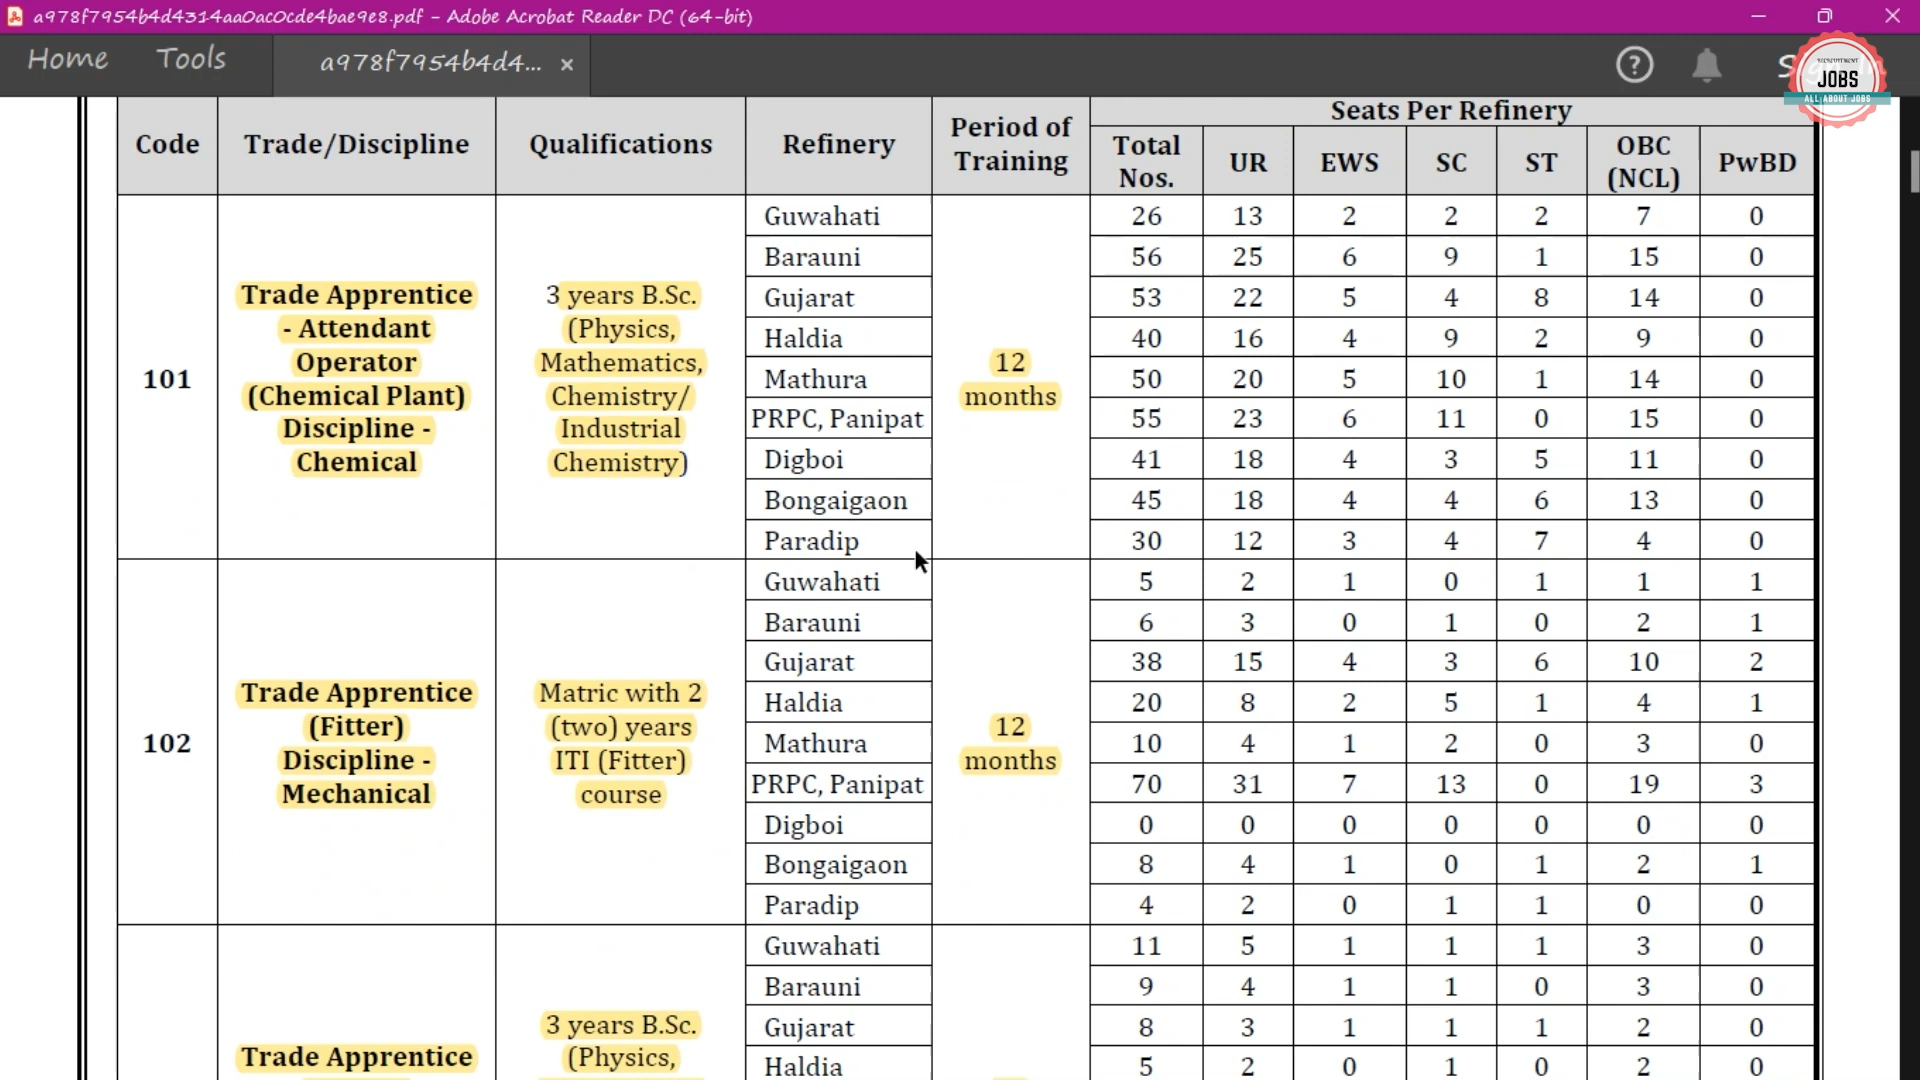 a978f7954b4d4314aa0ac0cde4bae9e8.pdf - Adobe Acrobat Reader DC (64-bit)
Home Tools a978f7954b4d4... ×
RECRUITMENT
JOBS
ALL ABOUT JOBS
Code Trade/Discipline Qualifications Refinery Period of Training Seats Per Refinery
Total Nos. UR EWS SC ST OBC (NCL) PwBD
101
Trade Apprentice
- Attendant
Operator
(Chemical Plant)
Discipline -
Chemical
3 years B.Sc.
(Physics,
Mathematics,
Chemistry/
Industrial
Chemistry)
12
months
Guwahati 26 13 2 2 2 7 0
Barauni 56 25 6 9 1 15 0
Gujarat 53 22 5 4 8 14 0
Haldia 40 16 4 9 2 9 0
Mathura 50 20 5 10 1 14 0
PRPC, Panipat 55 23 6 11 0 15 0
Digboi 41 18 4 3 5 11 0
Bongaigaon 45 18 4 4 6 13 0
Paradip 30 12 3 4 7 4 0
102
Trade Apprentice
(Fitter)
Discipline -
Mechanical
Matric with 2
(two) years
ITI (Fitter)
course
12
months
Guwahati 5 2 1 0 1 1 1
Barauni 6 3 0 1 0 2 1
Gujarat 38 15 4 3 6 10 2
Haldia 20 8 2 5 1 4 1
Mathura 10 4 1 2 0 3 0
PRPC, Panipat 70 31 7 13 0 19 3
Digboi 0 0 0 0 0 0 0
Bongaigaon 8 4 1 0 1 2 1
Paradip 4 2 0 1 1 0 0
Trade Apprentice
3 years B.Sc.
(Physics,
Guwahati 11 5 1 1 1 3 0
Barauni 9 4 1 1 0 3 0
Gujarat 8 3 1 1 1 2 0
Haldia 5 2 0 1 0 2 0